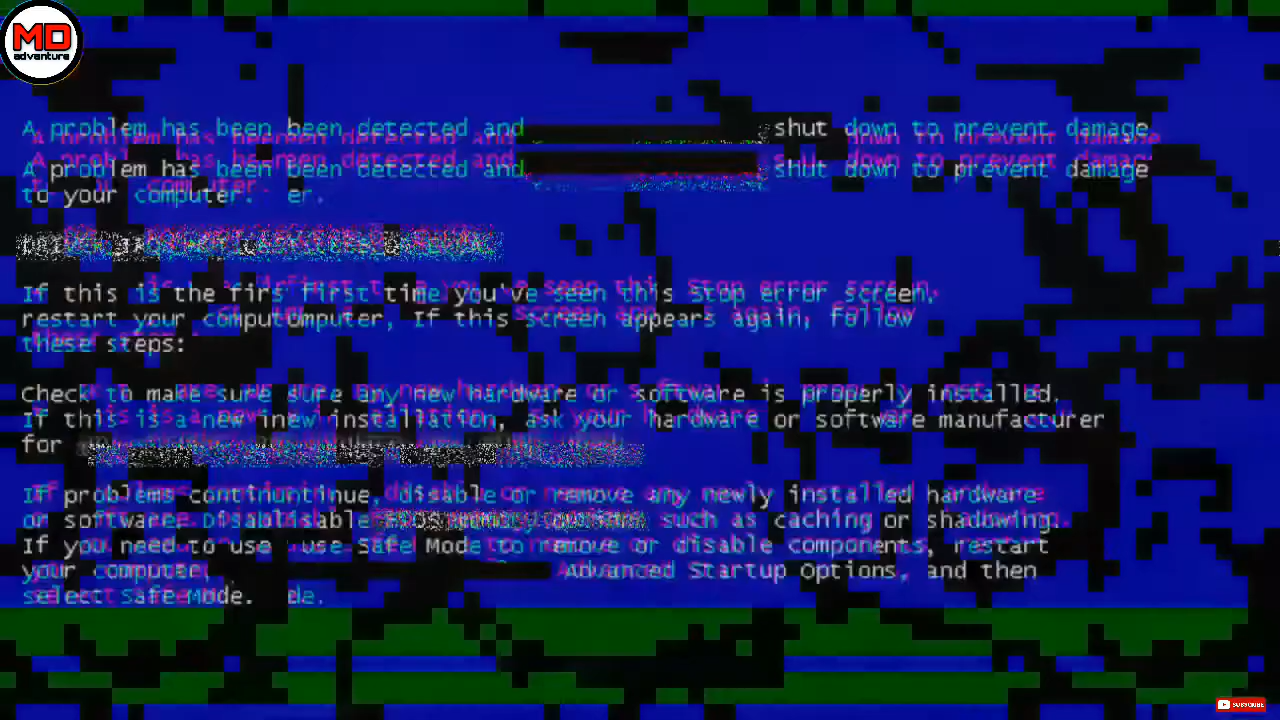 MD
adventure
A problem has been been detected and shut down to prevent damage
A problem has been been detected and shut down to prevent damage
to your computer. er.
If this is the firs first time you've seen this Stop error screen,
restart your computomputer, If this screen appears again, follow
these steps:
Check to make sure sure any new hardware or software is properly installed.
If this is a new inew installation, ask your hardware or software manufacturer
for
If problems continuntinue, disable or remove any newly installed hardware
or software. Disablisable such as caching or shadowing.
If you need to use use Safe Mode to remove or disable components, restart
your computer, Advanced Startup Options, and then
select Safe Mode. de.
SUBSCRIBE